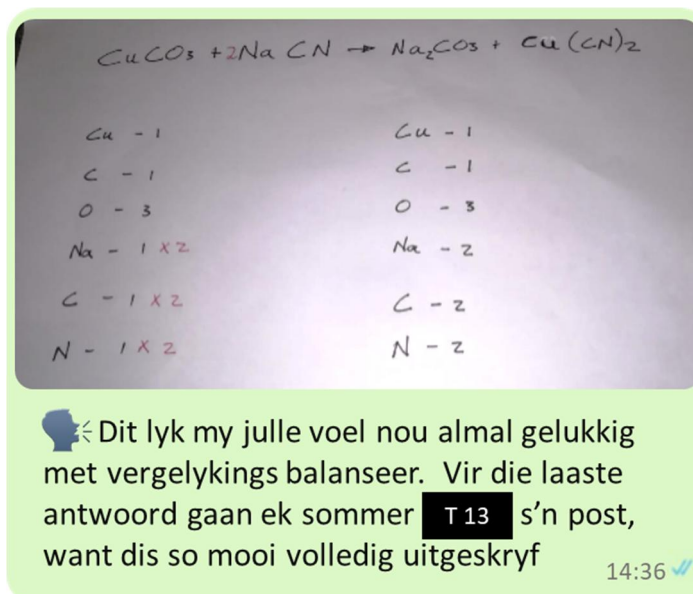 CuCO3 + 2NaCN → Na2CO3 + Cu(CN)2
Cu - 1 Cu - 1
C - 1 C - 1
O - 3 O - 3
Na - 1 x 2 Na - 2
C - 1 x 2 C - 2
N - 1 x 2 N - 2
Dit lyk my julle voel nou almal gelukkig
met vergelykings balanseer. Vir die laaste
antwoord gaan ek sommer T 13 s'n post,
want dis so mooi volledig uitgeskryf
14:36